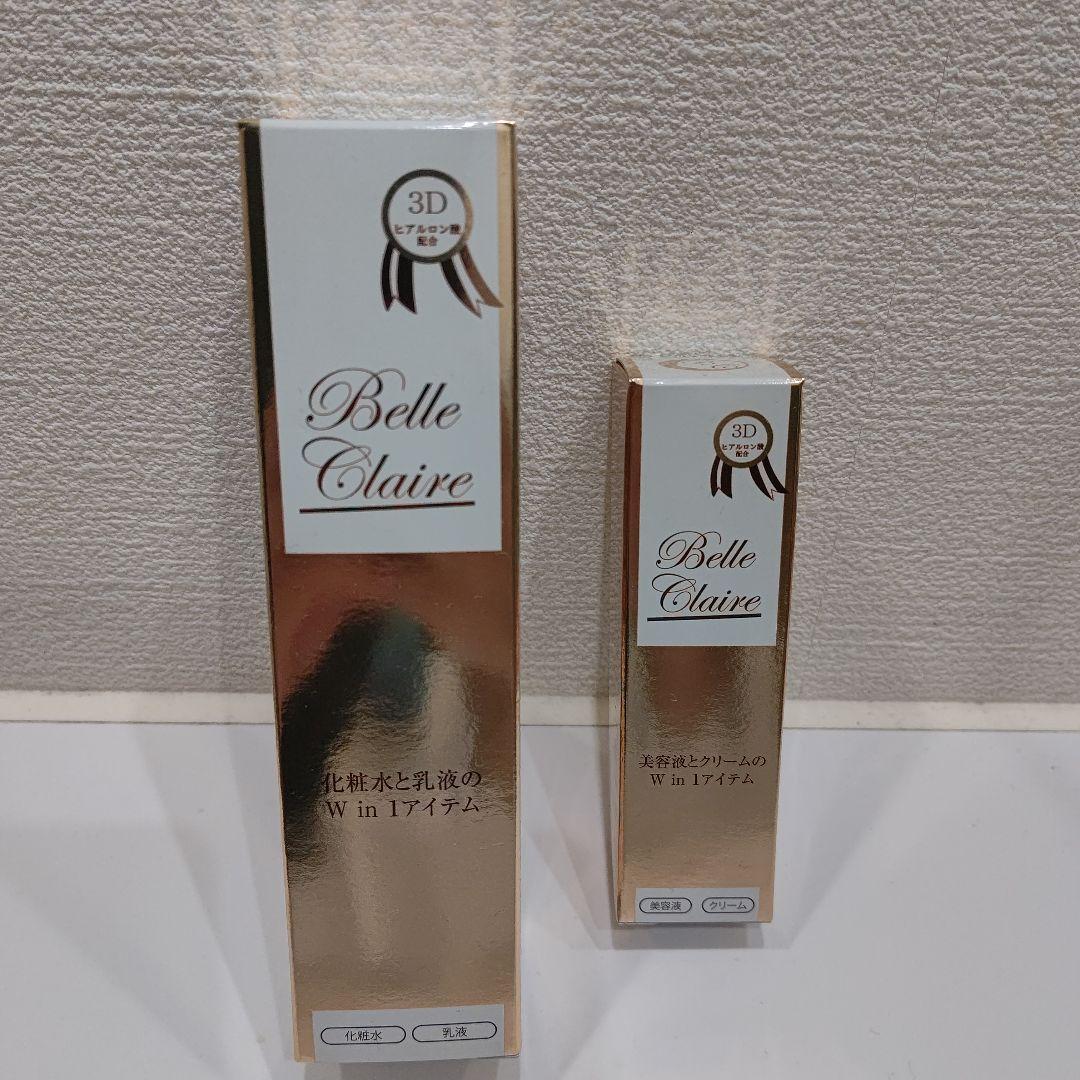 3D
ヒアルロン酸
配合
Belle
Claire
化粧水と乳液の
W in 1アイテム
化粧水
乳液
3D
ヒアルロン酸
配合
Belle
Claire
美容液とクリームの
W in 1アイテム
美容液
クリーム